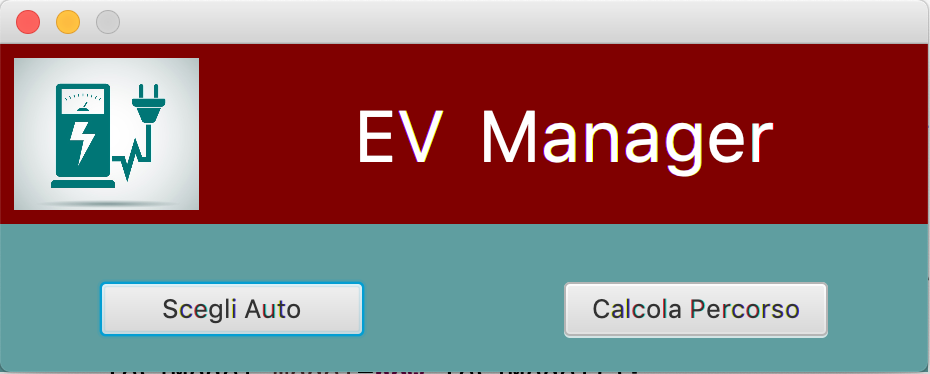 EV Manager
Scegli Auto
Calcola Percorso